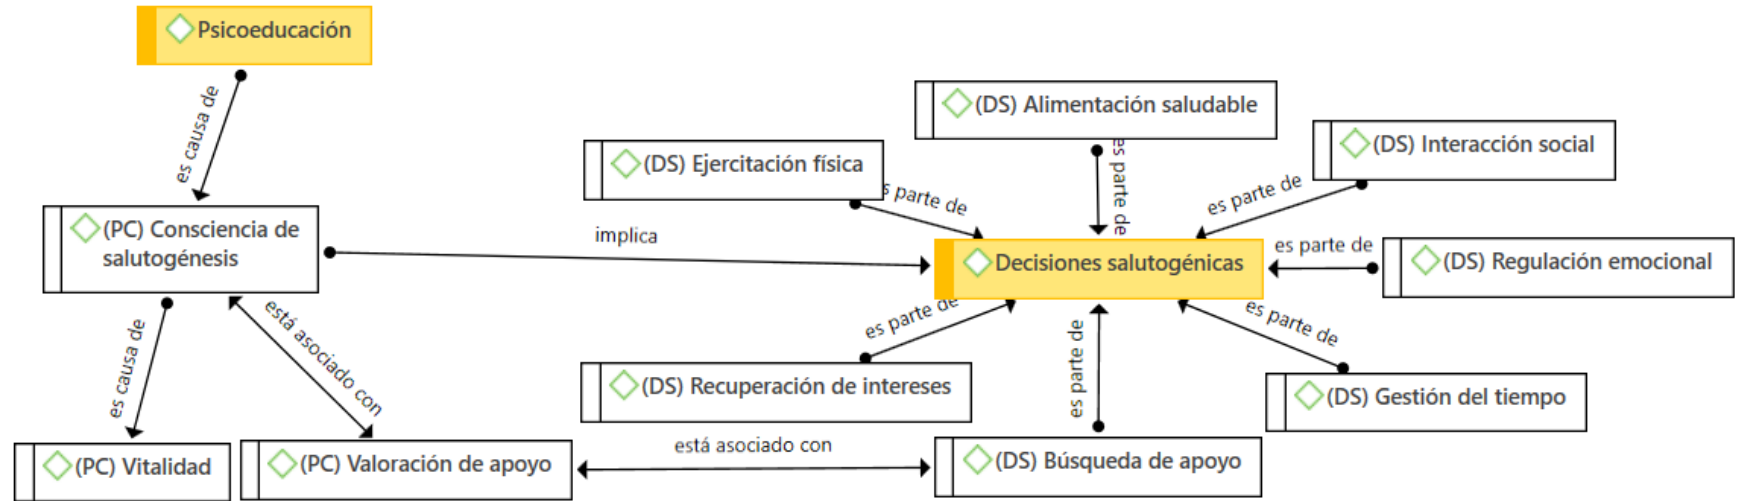 Psicoeducación
es causa de
(DS) Alimentación saludable
(DS) Interacción social
(DS) Ejercitación física
es parte de
es parte de
s parte de
(PC) Consciencia de
salutogénesis
implica
Decisiones salutogénicas
es parte de
(DS) Regulación emocional
es causa de
está asociado con
es parte de
es parte de
es parte de
(DS) Recuperación de intereses
(DS) Gestión del tiempo
(PC) Vitalidad
(PC) Valoración de apoyo
está asociado con
(DS) Búsqueda de apoyo